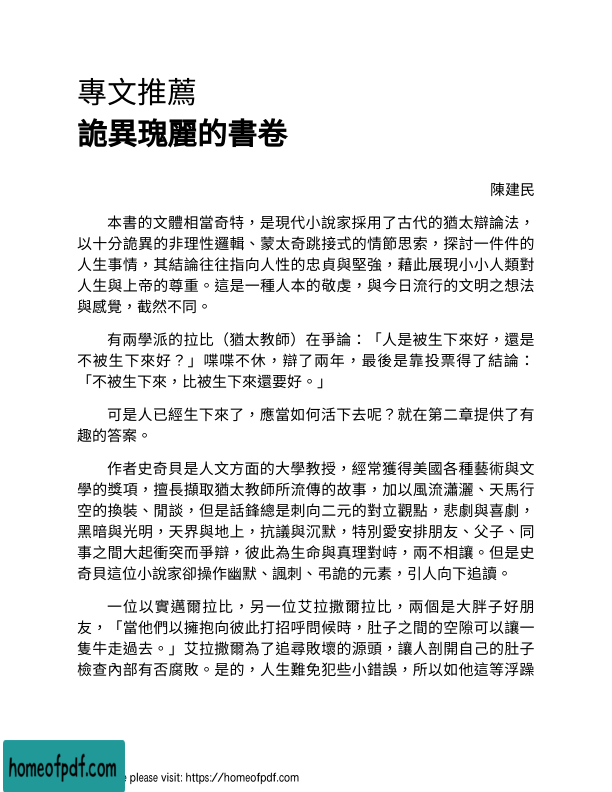 專文推薦
詭異瑰麗的書卷
陳建民
本書的文體相當奇特，是現代小說家採用了古代的猶太辯論法，
以十分詭異的非理性邏輯、蒙太奇跳接式的情節思索，探討一件件的
人生事情，其結論往往指向人性的忠貞與堅強，藉此展現小小人類對
人生與上帝的尊重。這是一種人本的敬虔，與今日流行的文明之想法
與感覺，截然不同。
有兩學派的拉比（猶太教師）在爭論：「人是被生下來好，還是
不被生下來好？」喋喋不休，辯了兩年，最後是靠投票得了結論：
「不被生下來，比被生下來還要好。」
可是人已經生下來了，應當如何活下去呢？就在第二章提供了有
趣的答案。
作者史奇貝是人文方面的大學教授，經常獲得美國各種藝術與文
學的獎項，擅長擷取猶太教師所流傳的故事，加以風流瀟灑、天馬行
空的換裝、閒談，但是話鋒總是刺向二元的對立觀點，悲劇與喜劇，
黑暗與光明，天界與地上，抗議與沉默，特別愛安排朋友、父子、同
事之間大起衝突而爭辯，彼此為生命與真理對峙，兩不相讓。但是史
奇貝這位小說家卻操作幽默、諷刺、弔詭的元素，引人向下追讀。
一位以實邁爾拉比，另一位艾拉撒爾拉比，兩個是大胖子好朋
友，「當他們以擁抱向彼此打招呼問候時，肚子之間的空隙可以讓一
隻牛走過去。」艾拉撒爾為了追尋敗壞的源頭，讓人剖開自己的肚子
檢查內部有否腐敗。是的，人生難免犯些小錯誤，所以如他這等浮躁
homeofpdf.com
please visit: https://homeofpdf.com